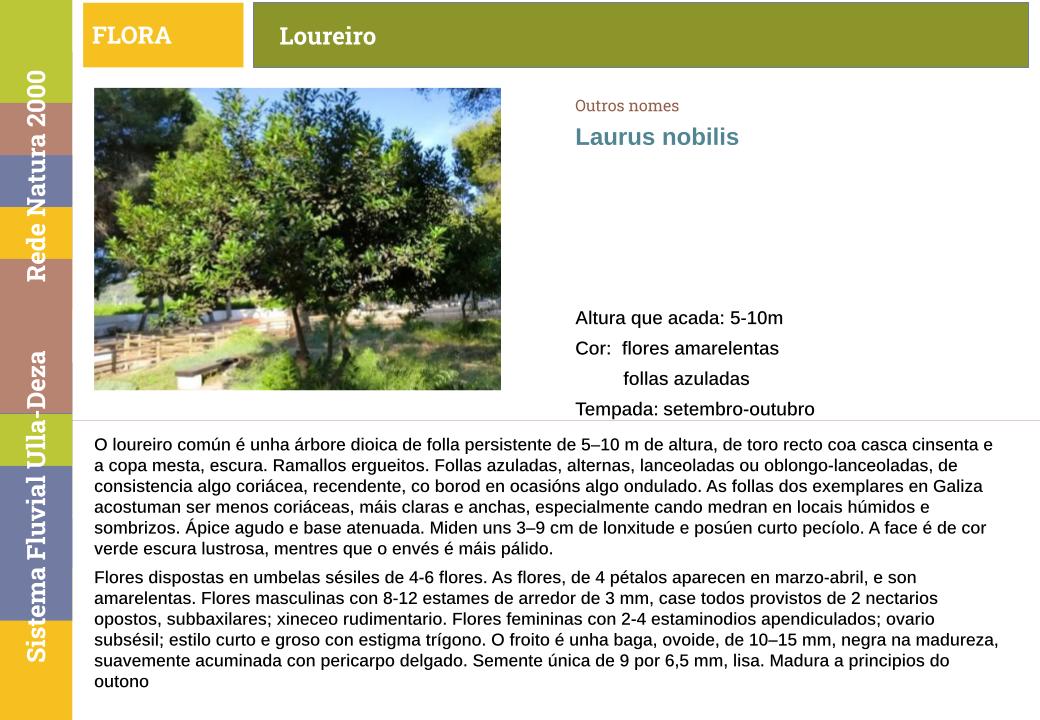 FLORA
Loureiro
Rede Natura 2000
Sistema Fluvial Ulla-Deza
Outros nomes
Laurus nobilis
Altura que acada: 5-10m
Cor: flores amarelentas
follas azuladas
Tempada: setembro-outubro
O loureiro común é unha árbore dioica de folla persistente de 5–10 m de altura, de toro recto coa casca cinsenta e
a copa mesta, escura. Ramallos ergueitos. Follas azuladas, alternas, lanceoladas ou oblongo-lanceoladas, de
consistencia algo coriácea, recendente, co borod en ocasións algo ondulado. As follas dos exemplares en Galiza
acostuman ser menos coriáceas, máis claras e anchas, especialmente cando medran en locais húmidos e
sombrizos. Ápice agudo e base atenuada. Miden uns 3–9 cm de lonxitude e posúen curto pecíolo. A face é de cor
verde escura lustrosa, mentres que o envés é máis pálido.
Flores dispostas en umbelas sésiles de 4-6 flores. As flores, de 4 pétalos aparecen en marzo-abril, e son
amarelentas. Flores masculinas con 8-12 estames de arredor de 3 mm, case todos provistos de 2 nectarios
opostos, subbaxilares; xineceo rudimentario. Flores femininas con 2-4 estaminodios apendiculados; ovario
subsésil; estilo curto e groso con estigma trígono. O froito é unha baga, ovoide, de 10–15 mm, negra na madureza,
suavemente acuminada con pericarpo delgado. Semente única de 9 por 6,5 mm, lisa. Madura a principios do
outono